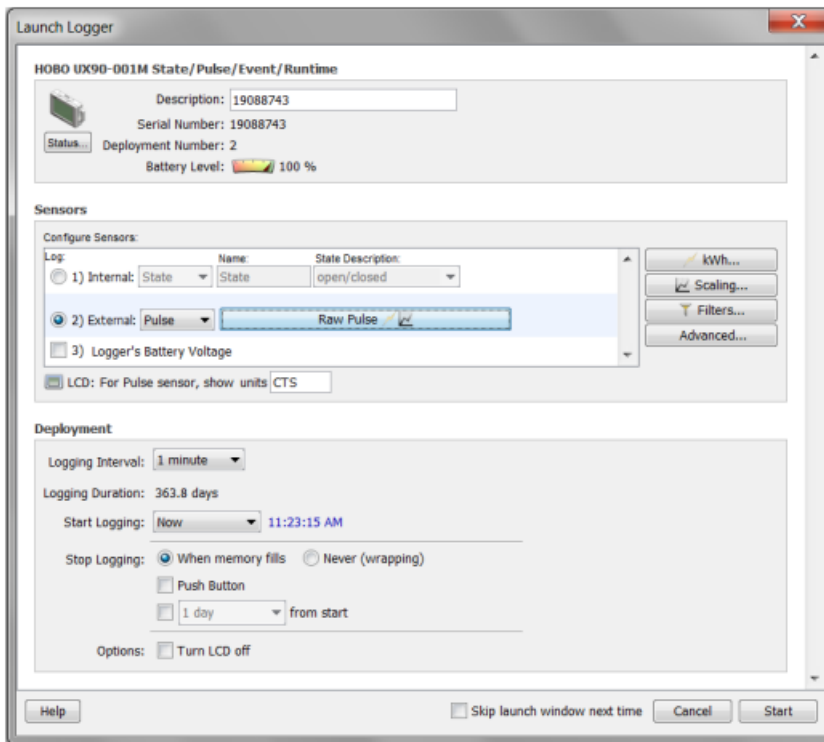 Launch Logger
HOBO UX90-001M State/Pulse/Event/Runtime
Description: 19088743
Serial Number: 19088743
Status... Deployment Number: 2
Battery Level: 100 %
Sensors
Configure Sensors:
Log: Name: State Description:
1) Internal: State State open/closed
kWh...
Scaling...
2) External: Pulse Raw Pulse
Filters...
Advanced...
3) Logger's Battery Voltage
LCD: For Pulse sensor, show units CTS
Deployment
Logging Interval: 1 minute
Logging Duration: 363.8 days
Start Logging: Now 11:23:15 AM
Stop Logging: When memory fills Never (wrapping)
Push Button
1 day from start
Options: Turn LCD off
Help Skip launch window next time Cancel Start